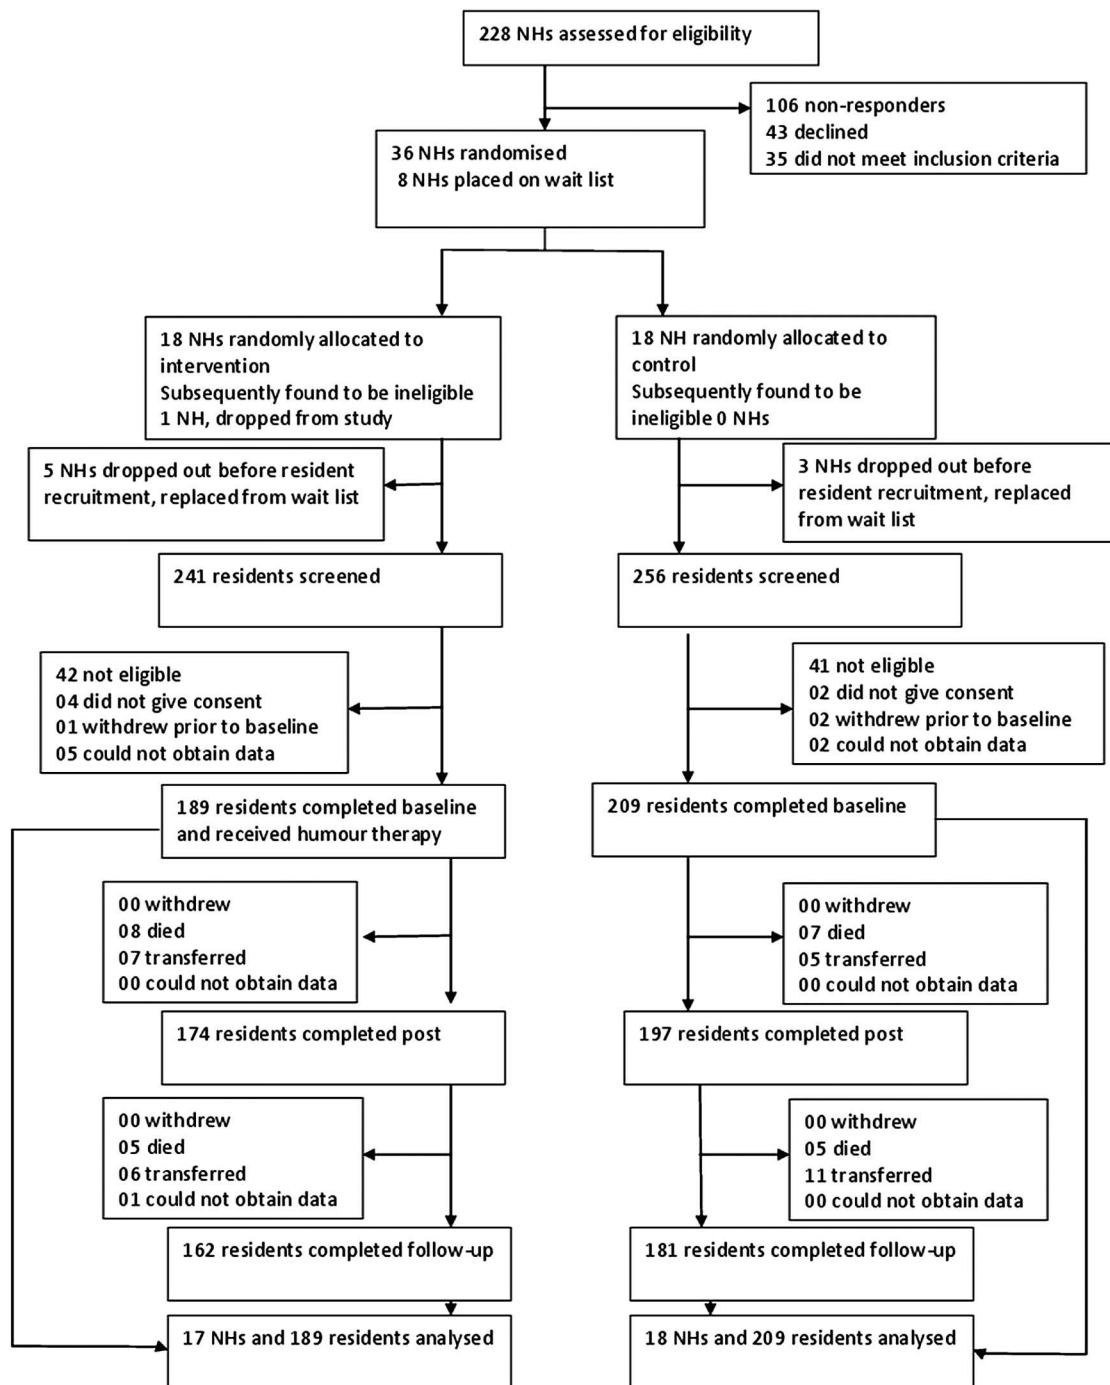 228 NHs assessed for eligibility
106 non-responders
43 declined
35 did not meet inclusion criteria
36 NHs randomised
8 NHs placed on wait list
18 NHs randomly allocated to
intervention
Subsequently found to be ineligible
1 NH, dropped from study
18 NH randomly allocated to
control
Subsequently found to be
ineligible 0 NHs
5 NHs dropped out before resident
recruitment, replaced from wait list
3 NHs dropped out before
resident recruitment, replaced
from wait list
241 residents screened
256 residents screened
42 not eligible
04 did not give consent
01 withdrew prior to baseline
05 could not obtain data
41 not eligible
02 did not give consent
02 withdrew prior to baseline
02 could not obtain data
189 residents completed baseline
and received humour therapy
209 residents completed baseline
00 withdrew
08 died
07 transferred
00 could not obtain data
00 withdrew
07 died
05 transferred
00 could not obtain data
174 residents completed post
197 residents completed post
00 withdrew
05 died
06 transferred
01 could not obtain data
00 withdrew
05 died
11 transferred
00 could not obtain data
162 residents completed follow-up
181 residents completed follow-up
17 NHs and 189 residents analysed
18 NHs and 209 residents analysed